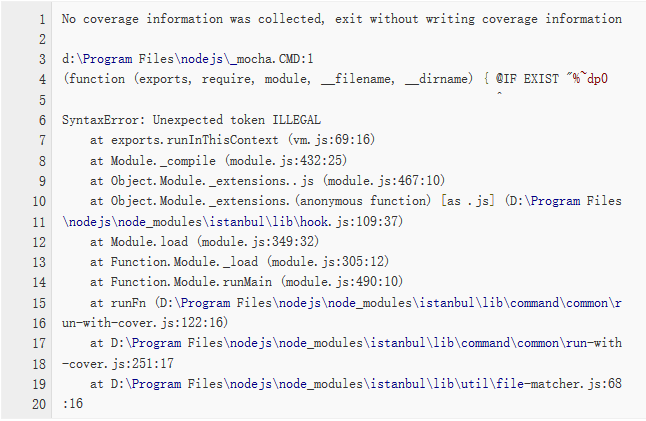 1 No coverage information was collected, exit without writing coverage information
2
3 d:\Program Files\nodejs\_mocha.CMD:1
4 (function (exports, require, module, __filename, __dirname) { @IF EXIST "%~dp0
5 ^
6 SyntaxError: Unexpected token ILLEGAL
7 at exports.runInThisContext (vm.js:69:16)
8 at Module._compile (module.js:432:25)
9 at Object.Module._extensions..js (module.js:467:10)
10 at Object.Module._extensions.(anonymous function) [as .js] (D:\Program Files
11 \nodejs\node_modules\istanbul\lib\hook.js:109:37)
12 at Module.load (module.js:349:32)
13 at Function.Module._load (module.js:305:12)
14 at Function.Module.runMain (module.js:490:10)
15 at runFn (D:\Program Files\nodejs\node_modules\istanbul\lib\command\common\r
16 un-with-cover.js:122:16)
17 at D:\Program Files\nodejs\node_modules\istanbul\lib\command\common\run-with
18 -cover.js:251:17
19 at D:\Program Files\nodejs\node_modules\istanbul\lib\util\file-matcher.js:68
20 :16